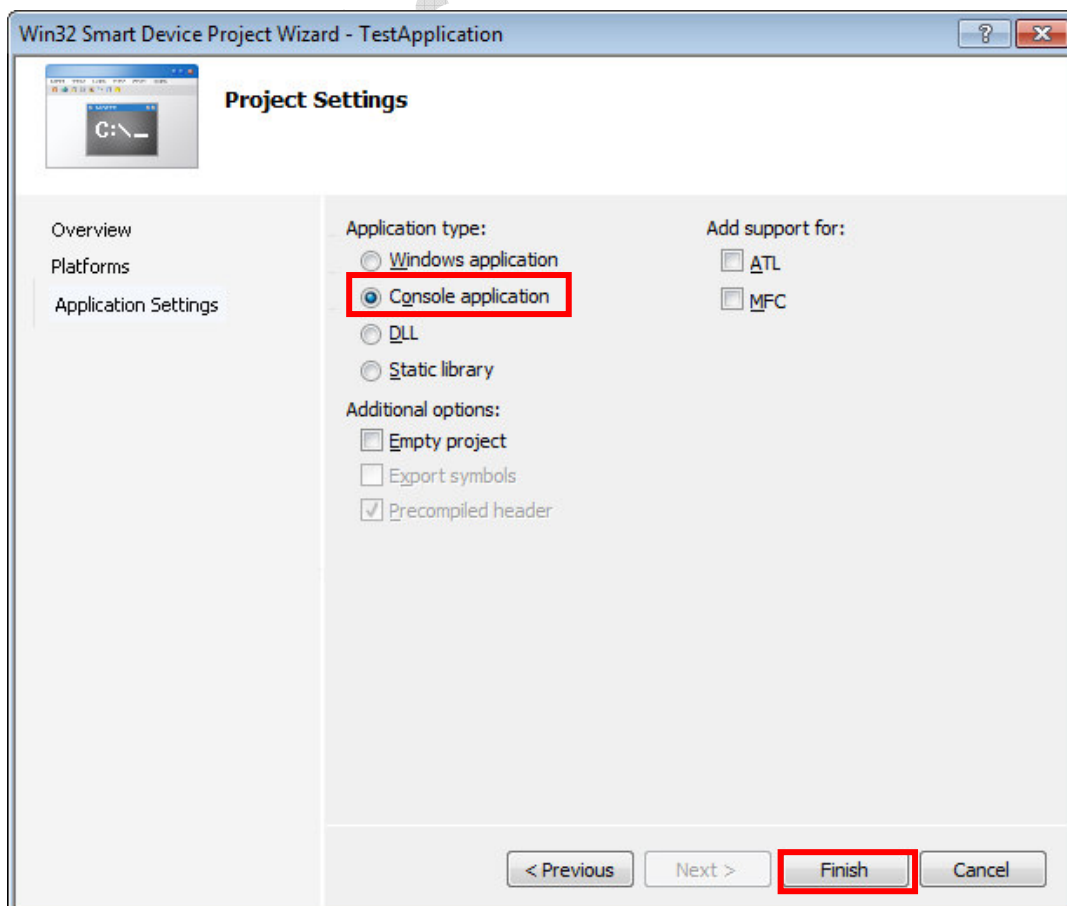 Win32 Smart Device Project Wizard - TestApplication
C:\_
Project Settings
Overview
Platforms
Application Settings
Application type:
Windows application
Console application
DLL
Static library
Additional options:
Empty project
Export symbols
Precompiled header
Add support for:
ATL
MFC
< Previous
Next >
Finish
Cancel